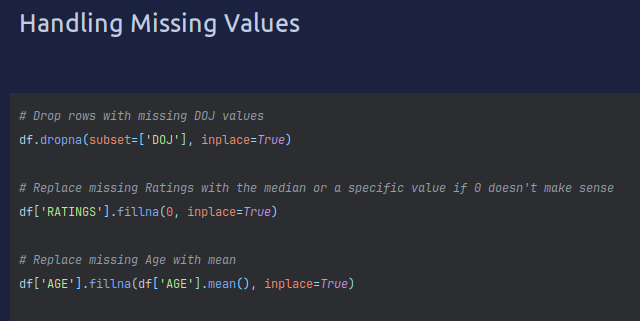 Handling Missing Values
# Drop rows with missing DOJ values
df.dropna(subset=['DOJ'], inplace=True)
# Replace missing Ratings with the median or a specific value if 0 doesn't make sense
df['RATINGS'].fillna(0, inplace=True)
# Replace missing Age with mean
df['AGE'].fillna(df['AGE'].mean(), inplace=True)